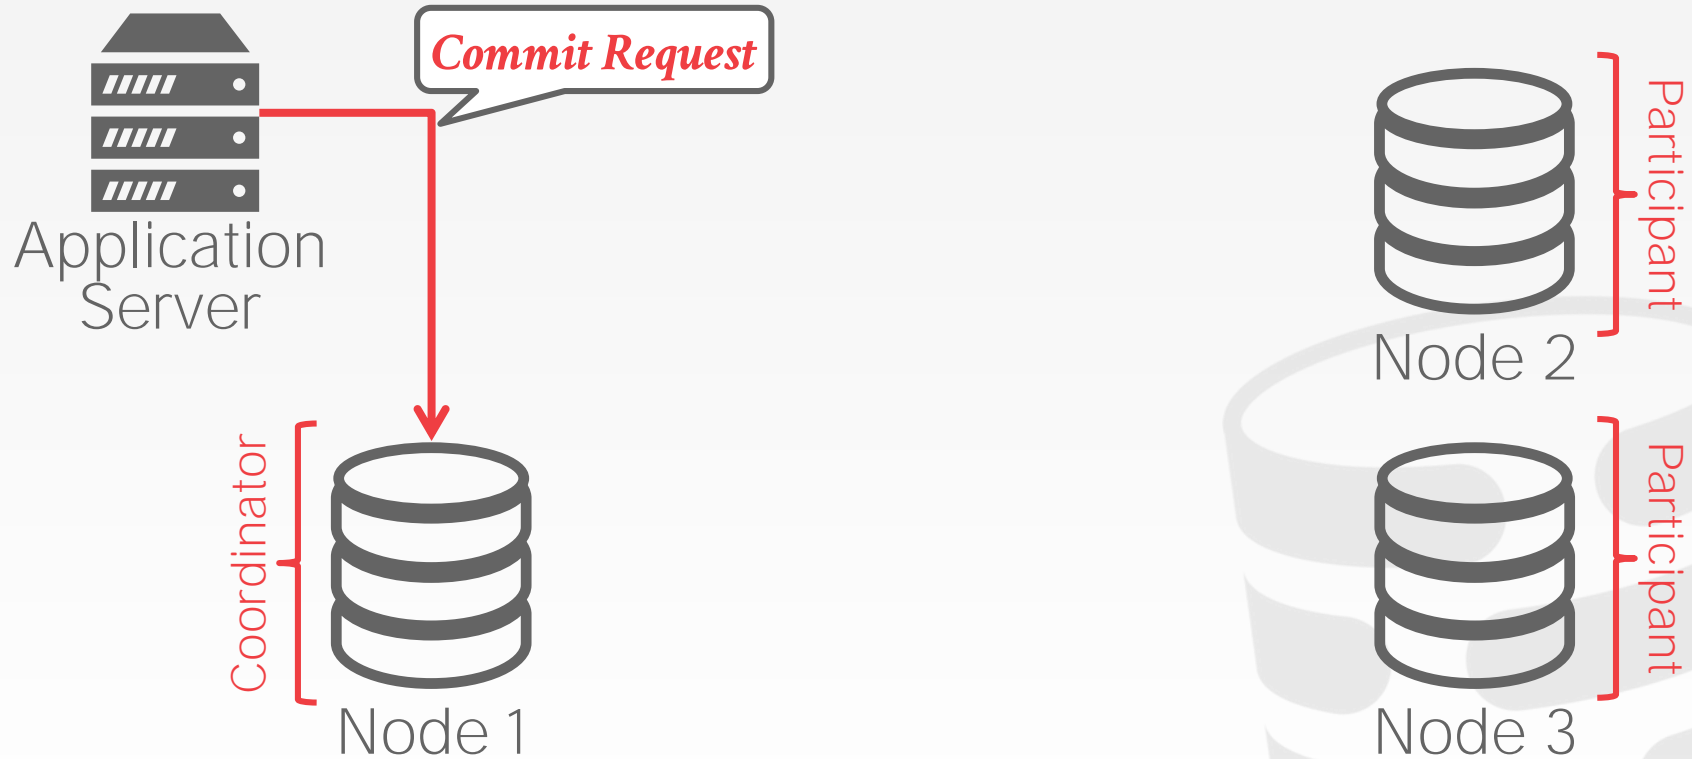 Commit Request
Application
Server
Participant
Node 2
Coordinator
Node 1
Participant
Node 3